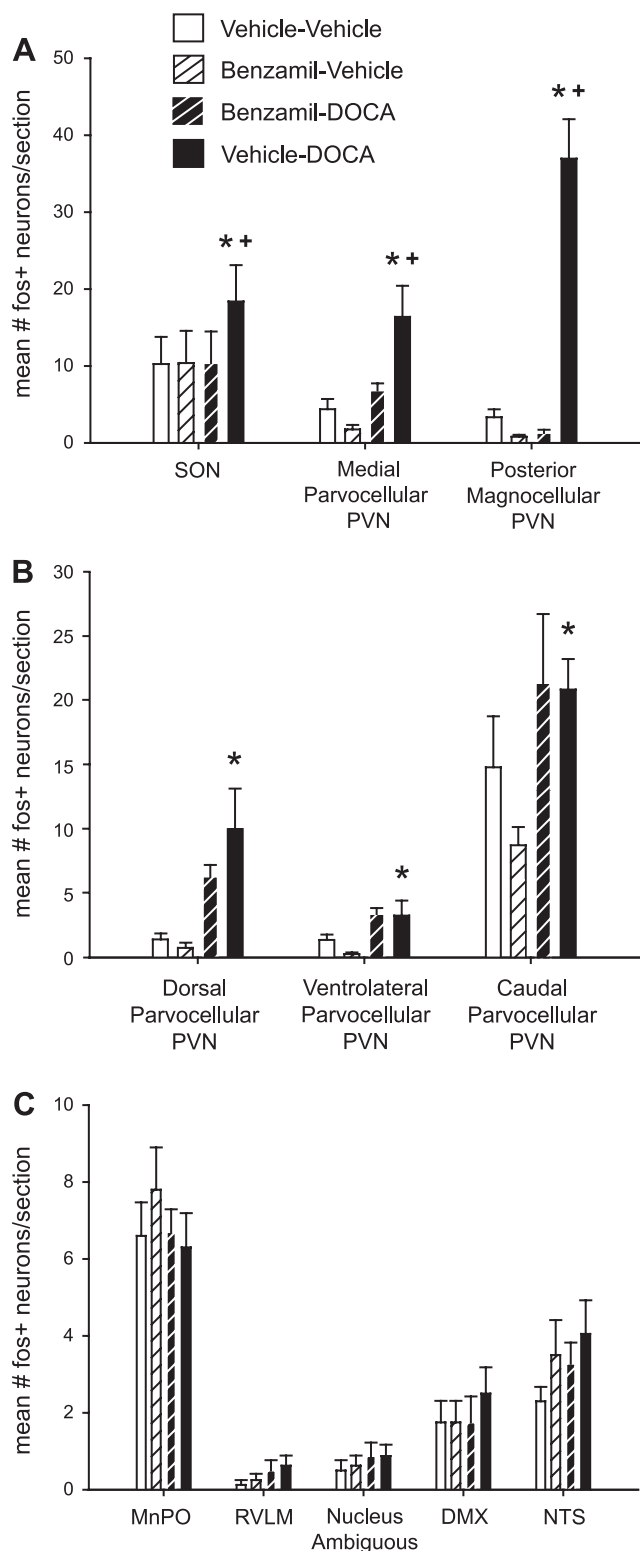 A
Vehicle-Vehicle
Benzamil-Vehicle
Benzamil-DOCA
Vehicle-DOCA
mean # fos+ neurons/section
50
40
30
20
10
0
* +
* +
* +
SON
Medial
Parvocellular
PVN
Posterior
Magnocellular
PVN
B
mean # fos+ neurons/section
30
25
20
15
10
5
0
*
*
*
Dorsal
Parvocellular
PVN
Ventrolateral
Parvocellular
PVN
Caudal
Parvocellular
PVN
C
mean # fos+ neurons/section
10
8
6
4
2
0
MnPO
RVLM
Nucleus
Ambiguous
DMX
NTS